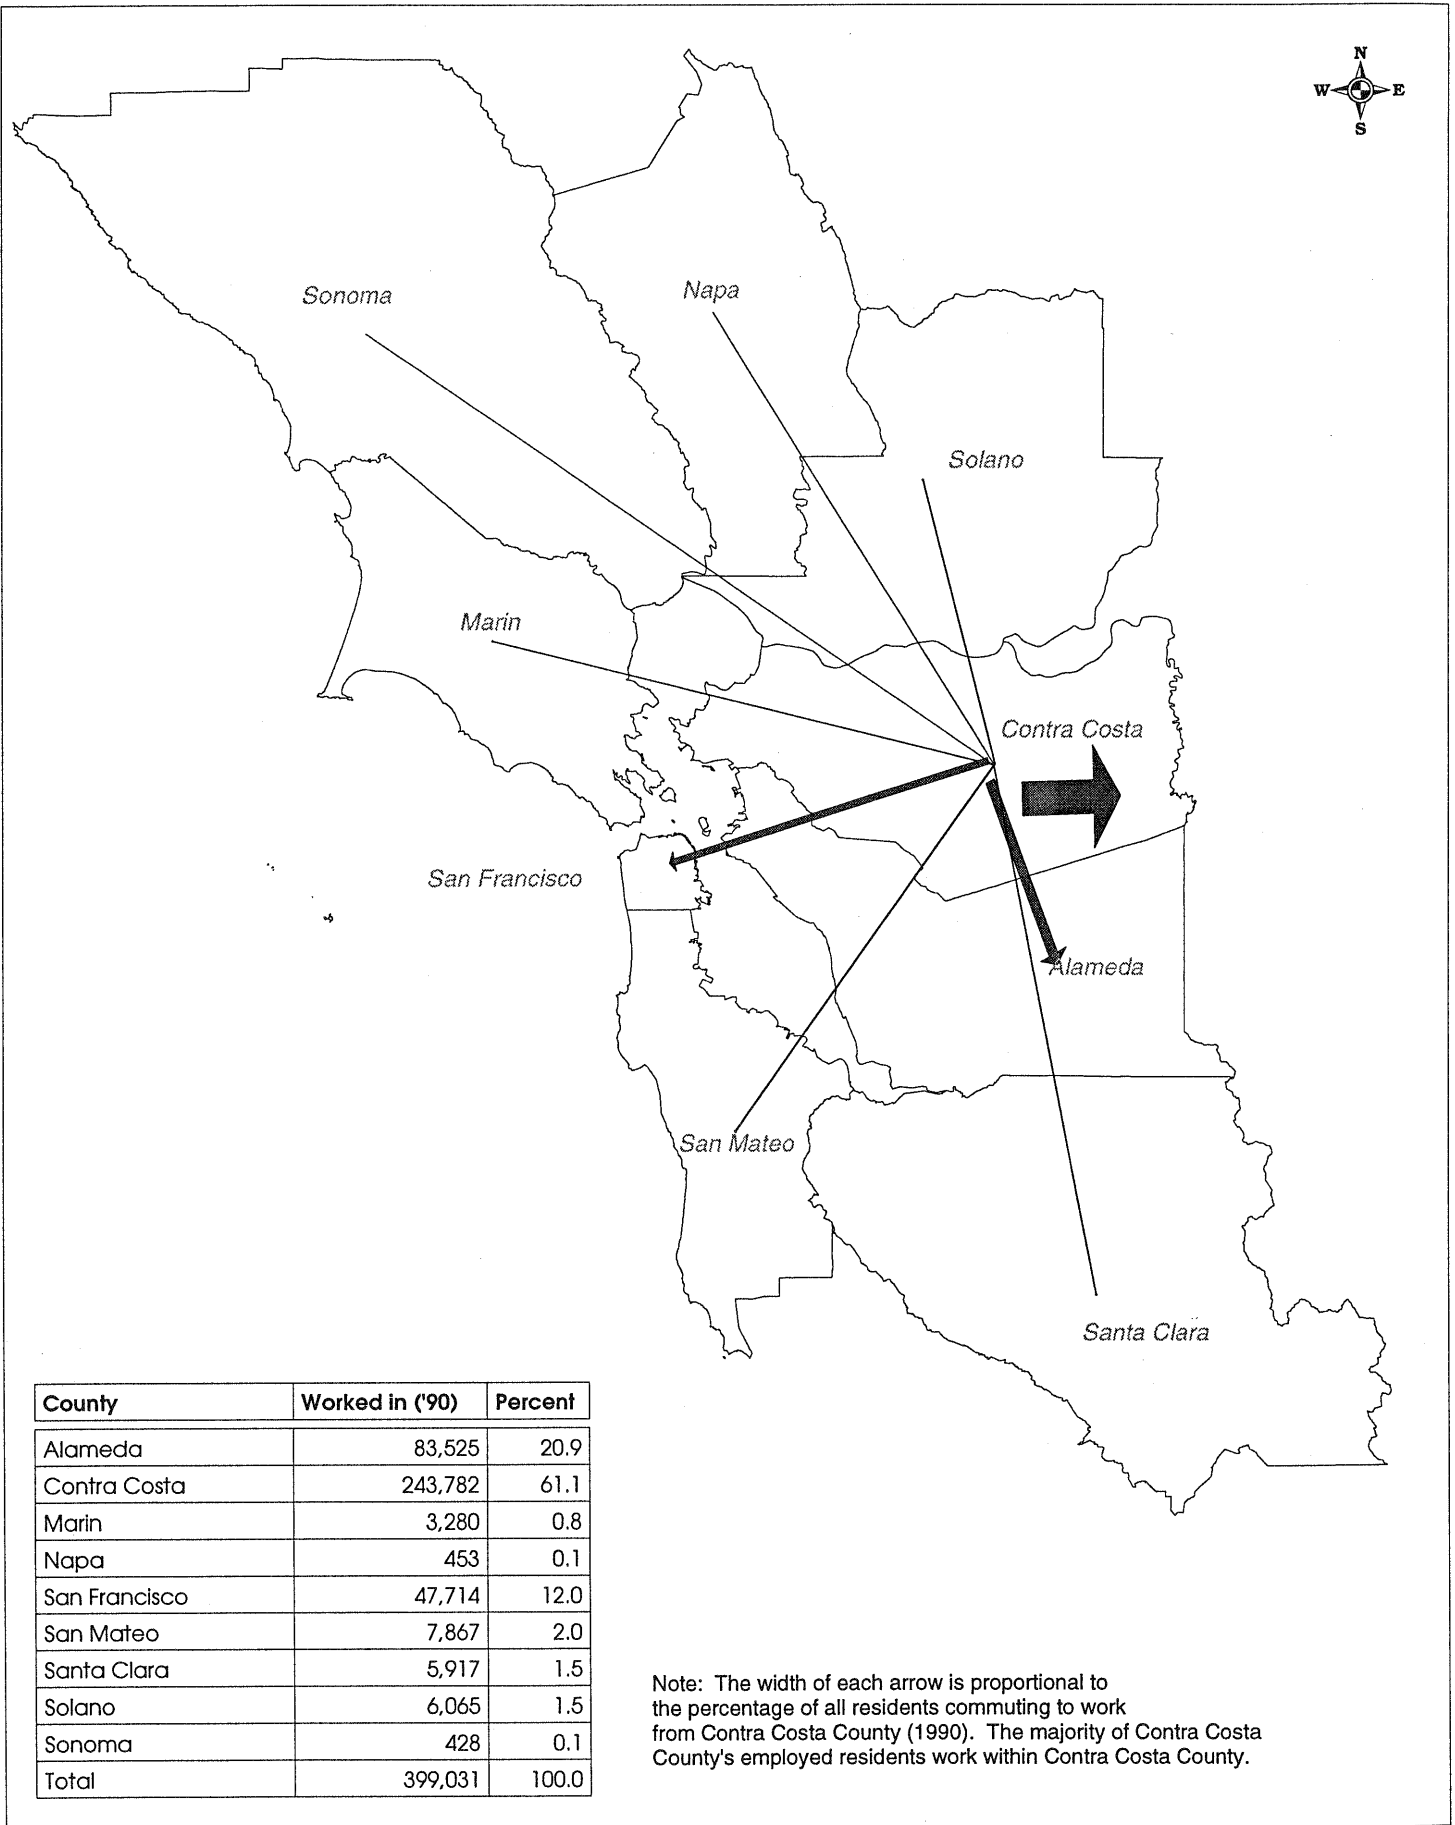 N
W E
S
Sonoma
Napa
Solano
Marin
Contra Costa
San Francisco
Alameda
San Mateo
Santa Clara
County Worked in ('90) Percent
Alameda 83,525 20.9
Contra Costa 243,782 61.1
Marin 3,280 0.8
Napa 453 0.1
San Francisco 47,714 12.0
San Mateo 7,867 2.0
Santa Clara 5,917 1.5
Solano 6,065 1.5
Sonoma 428 0.1
Total 399,031 100.0
Note: The width of each arrow is proportional to
the percentage of all residents commuting to work
from Contra Costa County (1990). The majority of Contra Costa
County's employed residents work within Contra Costa County.